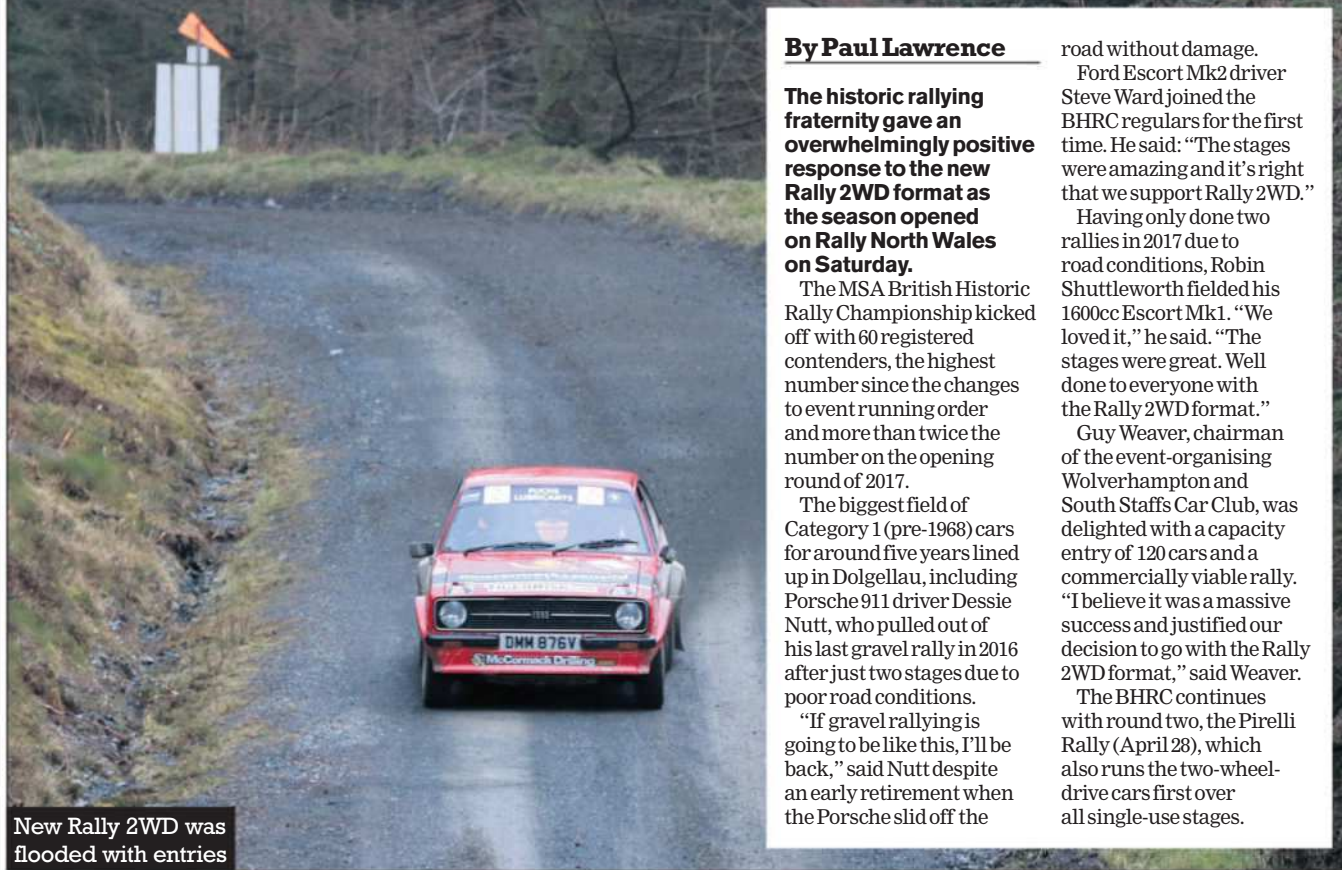 By Paul Lawrence
The historic rallying
fraternity gave an
overwhelmingly positive
response to the new
Rally 2WD format as
the season opened
on Rally North Wales
on Saturday.
The MSA British Historic
Rally Championship kicked
off with 60 registered
contenders, the highest
number since the changes
to event running order
and more than twice the
number on the opening
round of 2017.
The biggest field of
Category 1 (pre-1968) cars
for around five years lined
up in Dolgellau, including
Porsche 911 driver Dessie
Nutt, who pulled out of
his last gravel rally in 2016
after just two stages due to
poor road conditions.
“If gravel rallying is
going to be like this, I’ll be
back,” said Nutt despite
an early retirement when
the Porsche slid off the
road without damage.
Ford Escort Mk2 driver
Steve Ward joined the
BHRC regulars for the first
time. He said: “The stages
were amazing and it’s right
that we support Rally 2WD.”
Having only done two
rallies in 2017 due to
road conditions, Robin
Shuttleworth fielded his
1600cc Escort Mk1. “We
loved it,” he said. “The
stages were great. Well
done to everyone with
the Rally 2WD format.”
Guy Weaver, chairman
of the event-organising
Wolverhampton and
South Staffs Car Club, was
delighted with a capacity
entry of 120 cars and a
commercially viable rally.
“I believe it was a massive
success and justified our
decision to go with the Rally
2WD format,” said Weaver.
The BHRC continues
with round two, the Pirelli
Rally (April 28), which
also runs the two-wheel-
drive cars first over
all single-use stages.
FUCHS
LUBRICANTS
DMM 876V
McCormack Drilling
New Rally 2WD was
flooded with entries